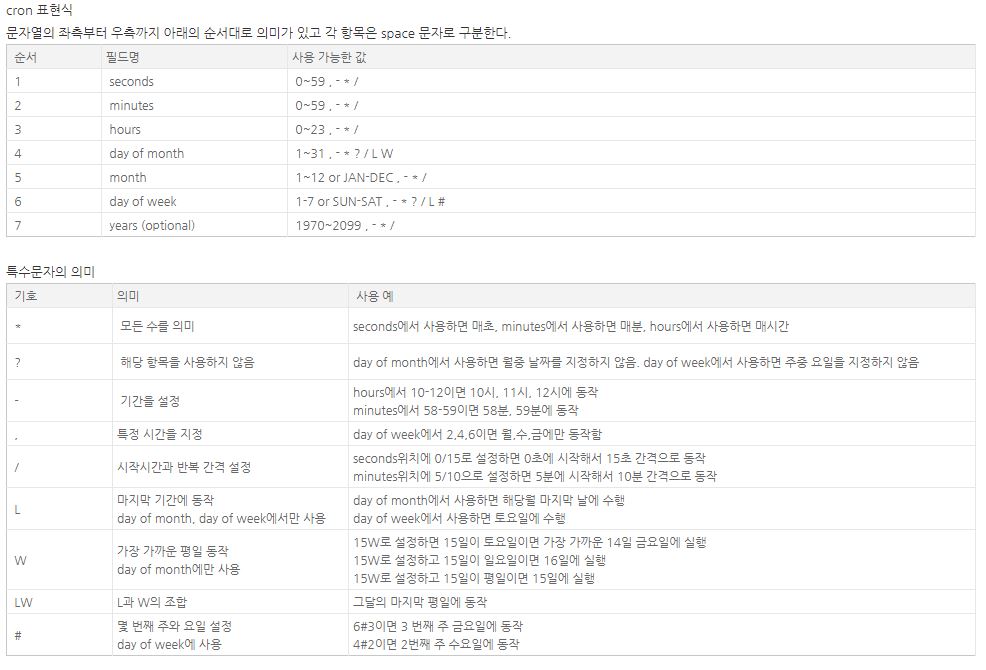 cron 표현식
문자열의 좌측부터 우측까지 아래의 순서대로 의미가 있고 각 항목은 space 문자로 구분한다.
순서 필드명 사용 가능한 값
1 seconds 0~59 , - * /
2 minutes 0~59 , - * /
3 hours 0~23 , - * /
4 day of month 1~31 , - * ? / L W
5 month 1~12 or JAN-DEC , - * /
6 day of week 1-7 or SUN-SAT , - * ? / L #
7 years (optional) 1970~2099 , - * /
특수문자의 의미
기호 의미 사용 예
* 모든 수를 의미 seconds에서 사용하면 매초, minutes에서 사용하면 매분, hours에서 사용하면 매시간
? 해당 항목을 사용하지 않음 day of month에서 사용하면 월중 날짜를 지정하지 않음. day of week에서 사용하면 주중 요일을 지정하지 않음
- 기간을 설정 hours에서 10-12이면 10시, 11시, 12시에 동작
minutes에서 58-59이면 58분, 59분에 동작
, 특정 시간을 지정 day of week에서 2,4,6이면 월,수,금에만 동작함
/ 시작시간과 반복 간격 설정 seconds위치에 0/15로 설정하면 0초에 시작해서 15초 간격으로 동작
minutes위치에 5/10으로 설정하면 5분에 시작해서 10분 간격으로 동작
L 마지막 기간에 동작
day of month, day of week에서만 사용 day of month에서 사용하면 해당월 마지막 날에 수행
day of week에서 사용하면 토요일에 수행
W 가장 가까운 평일 동작
day of month에만 사용 15W로 설정하면 15일이 토요일이면 가장 가까운 14일 금요일에 실행
15W로 설정하고 15일이 일요일이면 16일에 실행
15W로 설정하고 15일이 평일이면 15일에 실행
LW L과 W의 조합 그달의 마지막 평일에 동작
# 몇 번째 주와 요일 설정
day of week에 사용 6#3이면 3 번째 주 금요일에 동작
4#2이면 2번째 주 수요일에 동작